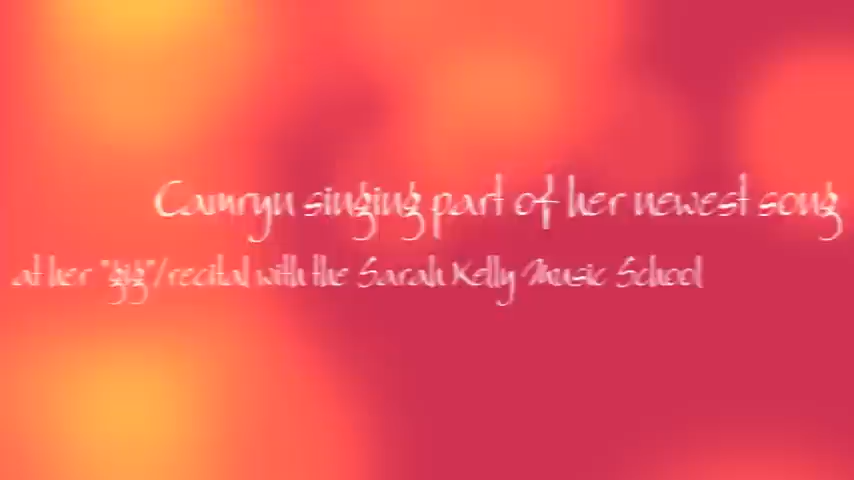 Camryn singing part of her newest song
at her "gig"/recital with the Sarah Kelly Music School